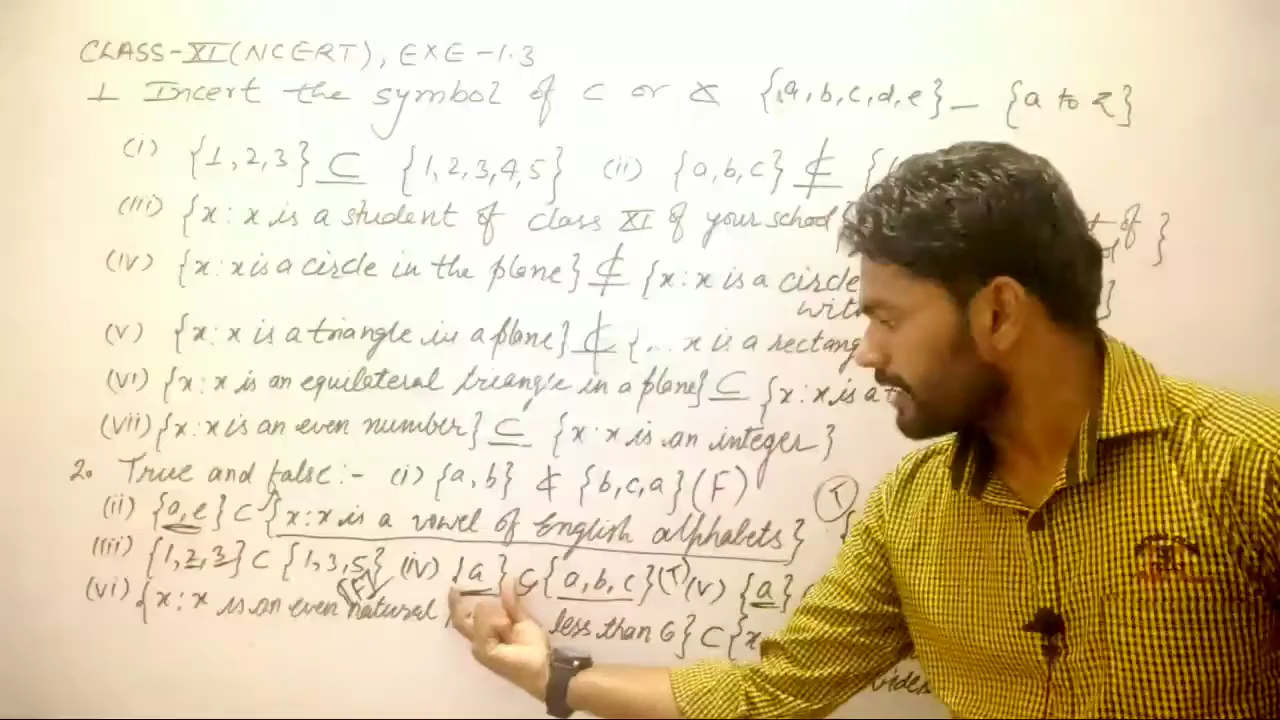 CLASS-XI(NCERT), EXE-1.3
1 Incert the symbol of ⊂ or ⊄ {a,b,c,d,e} _ {a to z}
(i) {1,2,3} ⊂ {1,2,3,4,5} (ii) {a,b,c} ⊄ {
(iii) {x: x is a student of class XI of your school of }
(iv) {x: x is a circle in the plane} ⊄ {x: x is a circle
with }
(v) {x: x is a triangle in a plane} ⊄ {... x is a
(vi) {x: x is an equilateral triangle in a plane} ⊂ {x: x is a
(vii) {x: x is an even number} ⊂ {x: x is an integer}
2. True and false:- (i) {a,b} ⊄ {b,c,a} (F)
(ii) {a,e} ⊂ {x: x is a vowel of English alphabets} (T)
(iii) {1,2,3} ⊂ {1,3,5} (F) (iv) {a} ⊂ {a,b,c} (T) (v) {a}
(vi) {x: x is an even natural less than 6} ⊂ {x